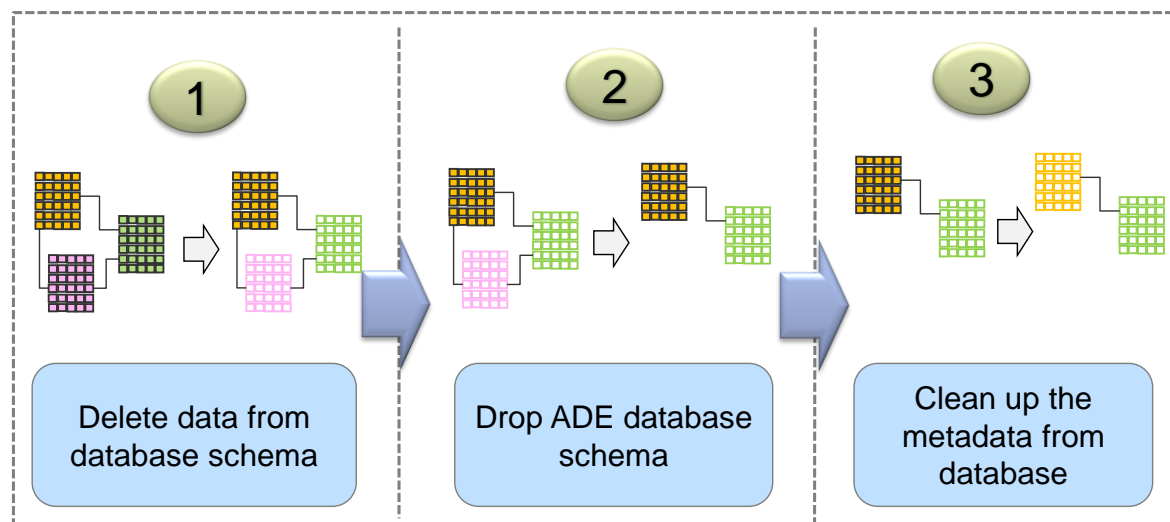 1
2
3
Delete data from
database schema
Drop ADE database
schema
Clean up the
metadata from
database